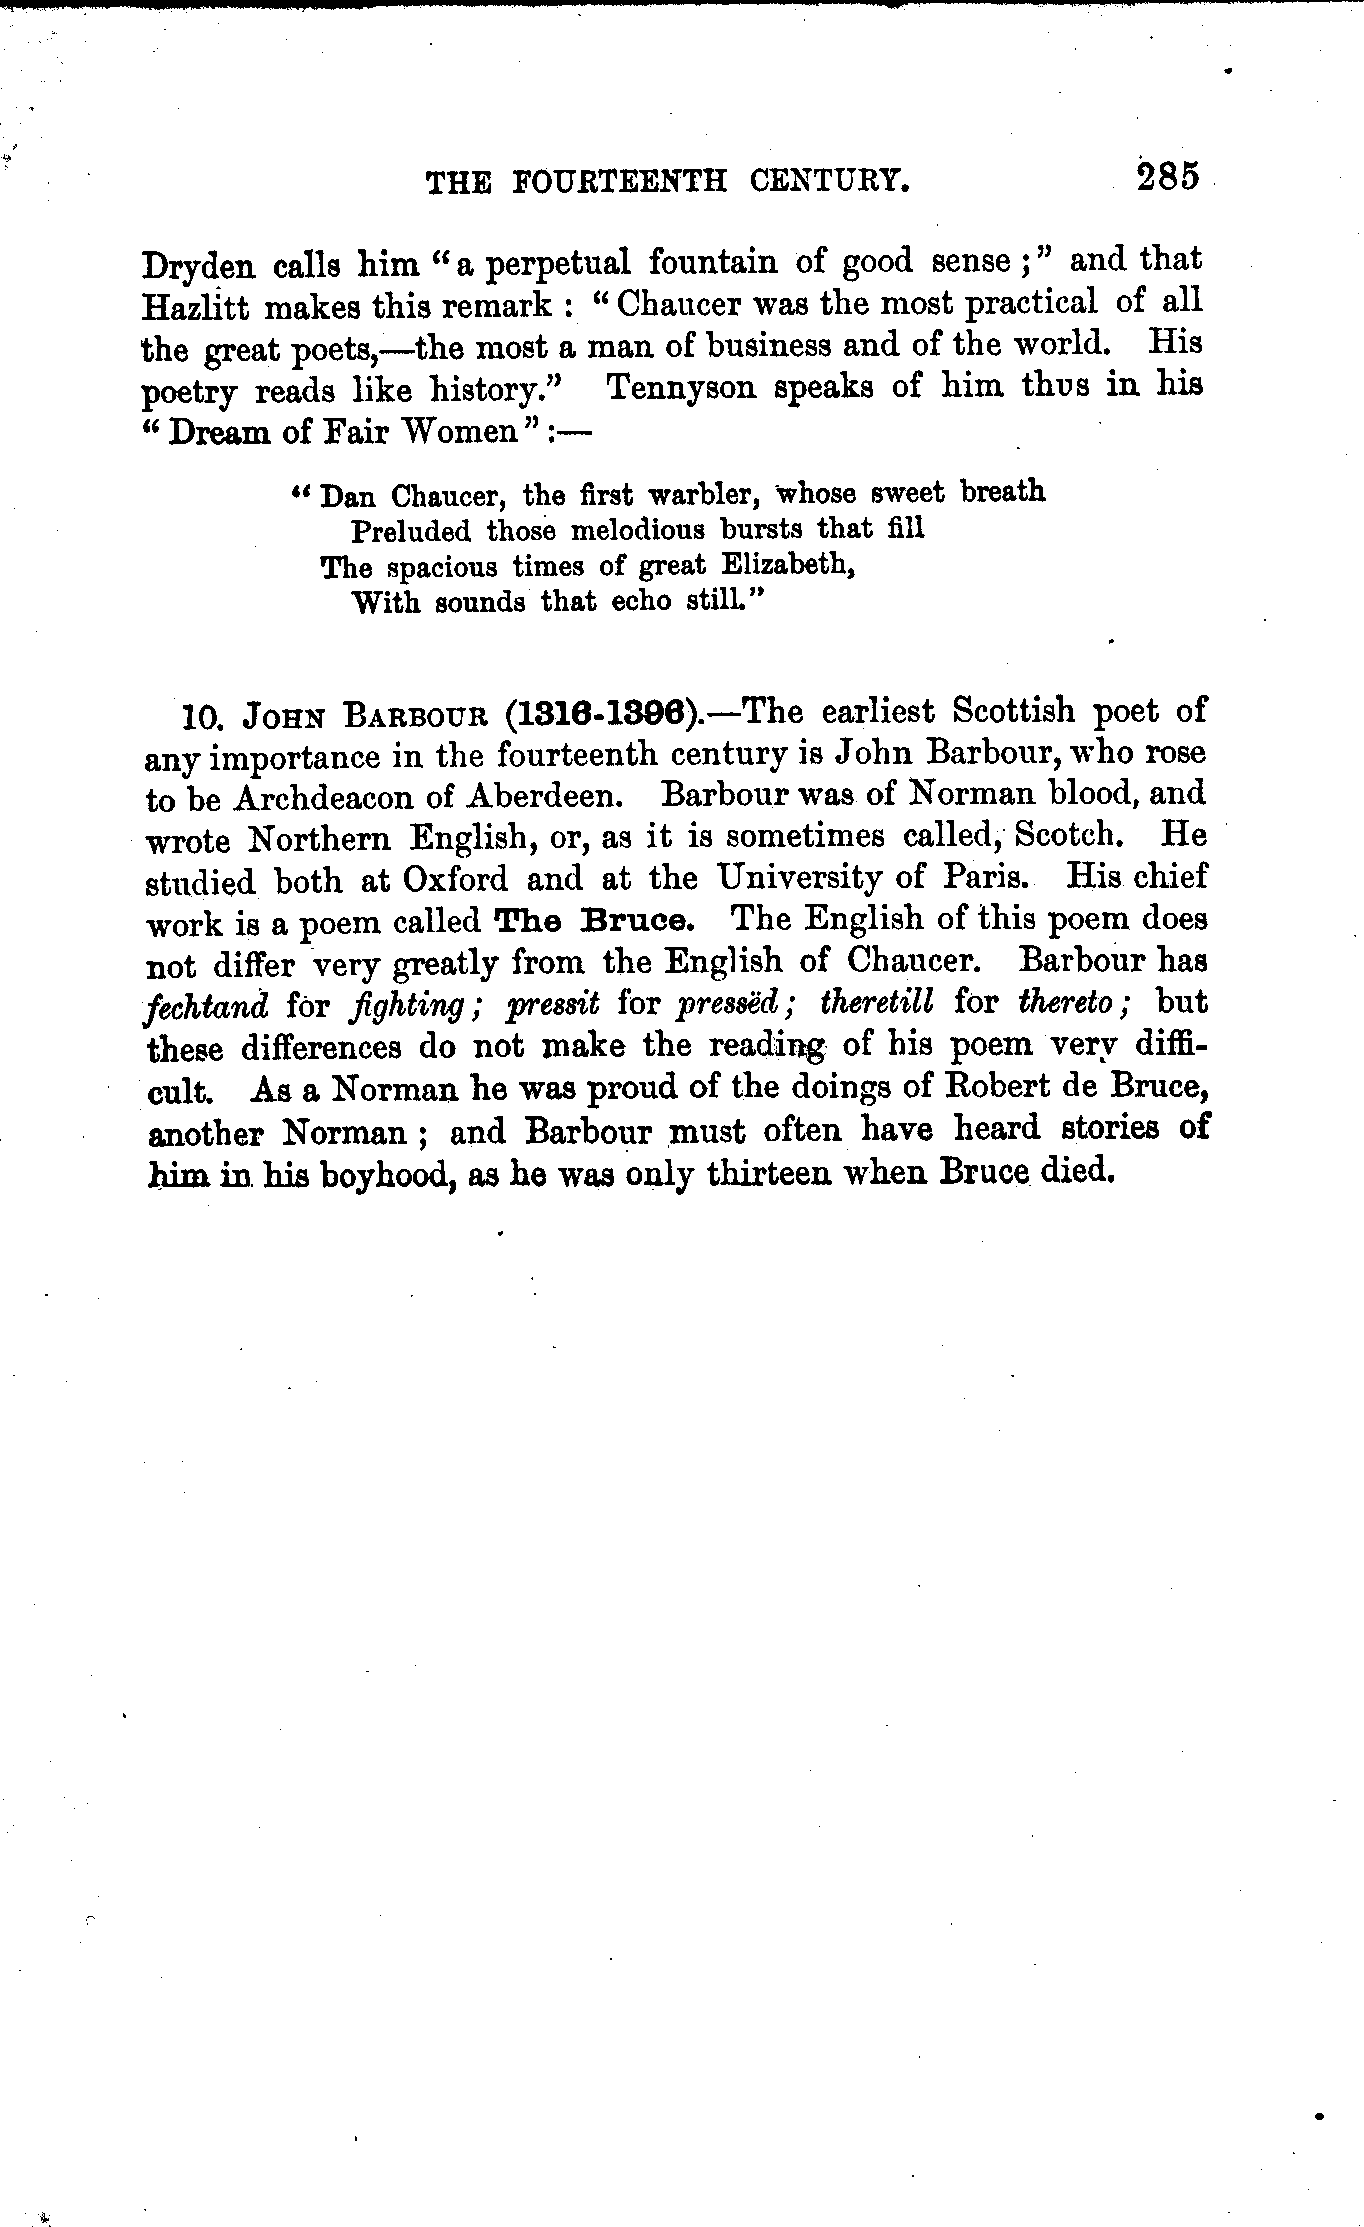 THE FOURTEENTH CENTURY. 285
Dryden calls him “a perpetual fountain of good sense;” and that
Hazlitt makes this remark: “Chaucer was the most practical of all
the great poets,—the most a man of business and of the world. His
poetry reads like history.” Tennyson speaks of him thus in his
“Dream of Fair Women”:—
“Dan Chaucer, the first warbler, whose sweet breath
Preluded those melodious bursts that fill
The spacious times of great Elizabeth,
With sounds that echo still.”
10. JOHN BARBOUR (1316-1396).—The earliest Scottish poet of
any importance in the fourteenth century is John Barbour, who rose
to be Archdeacon of Aberdeen. Barbour was of Norman blood, and
wrote Northern English, or, as it is sometimes called, Scotch. He
studied both at Oxford and at the University of Paris. His chief
work is a poem called The Bruce. The English of this poem does
not differ very greatly from the English of Chaucer. Barbour has
fechtand for fighting; pressit for pressëd; theretill for thereto; but
these differences do not make the reading of his poem very diffi-
cult. As a Norman he was proud of the doings of Robert de Bruce,
another Norman; and Barbour must often have heard stories of
him in his boyhood, as he was only thirteen when Bruce died.